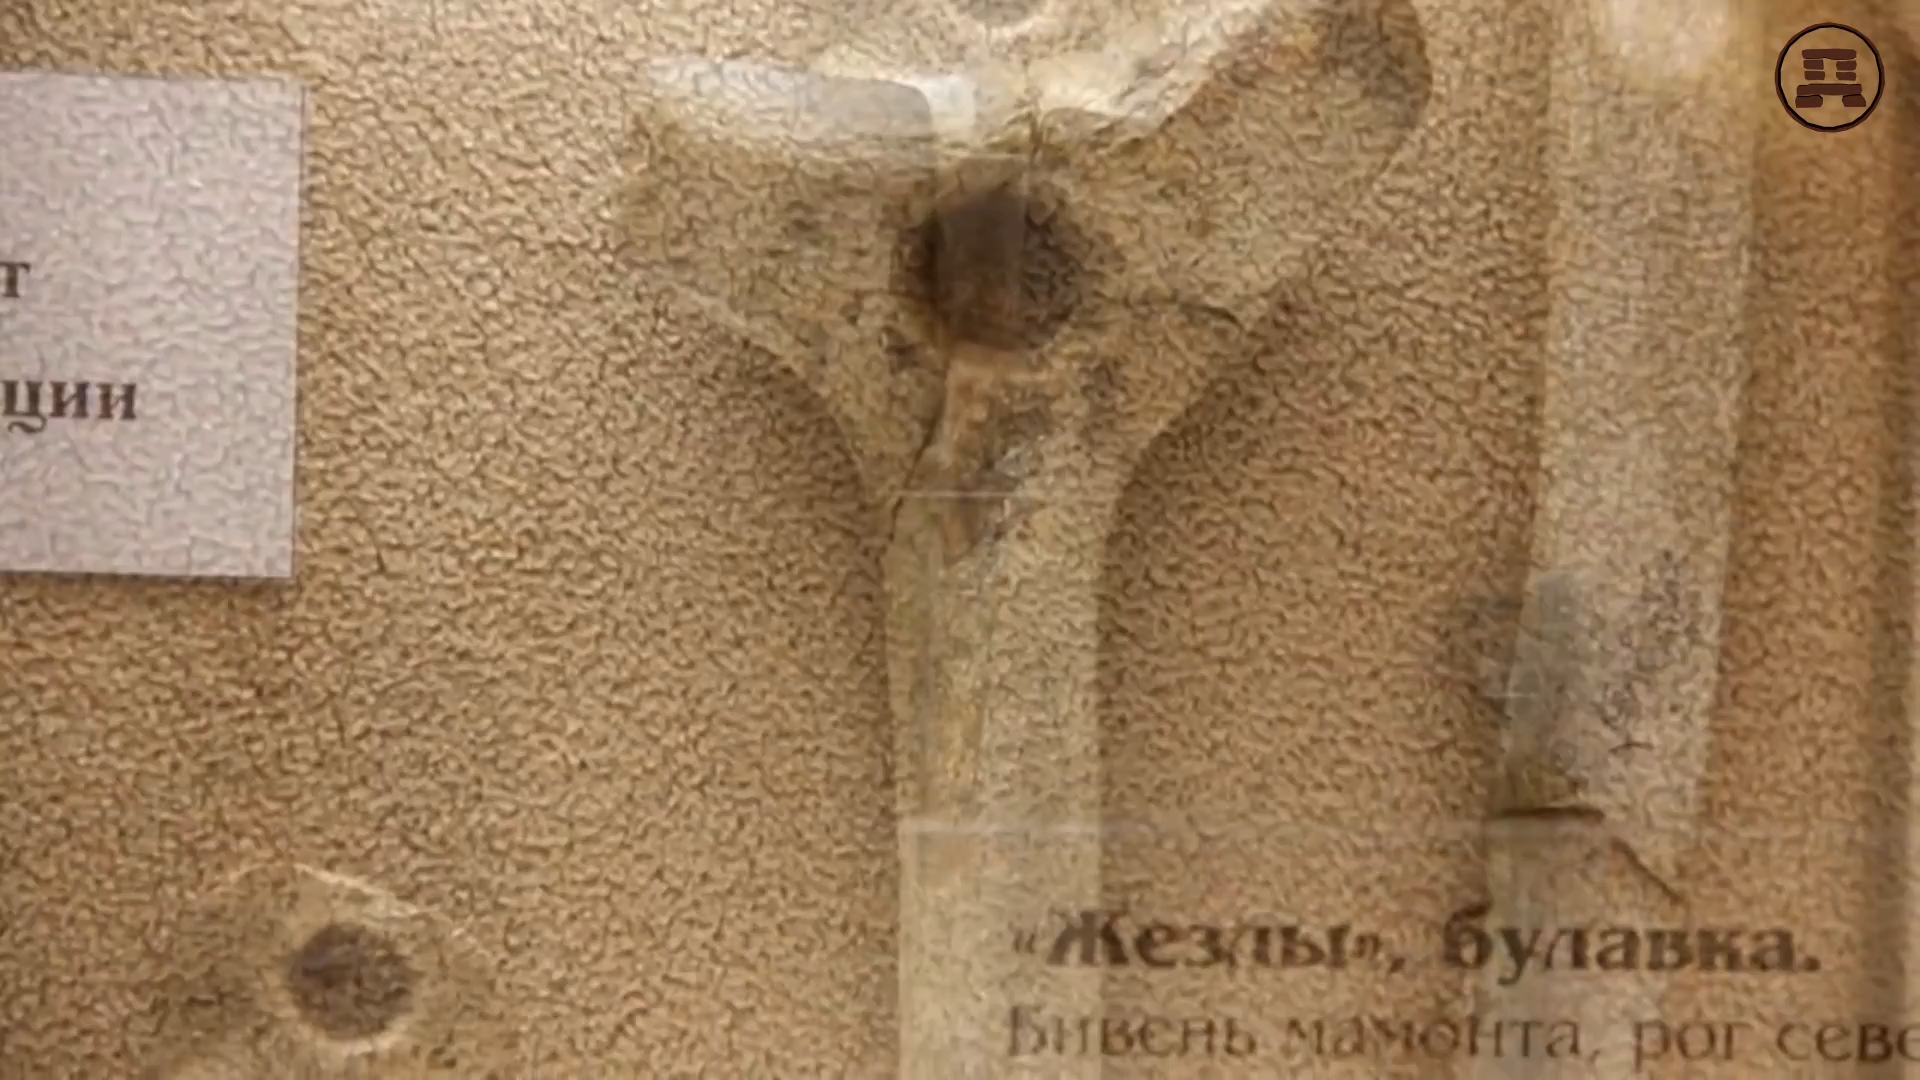 т
ции
«Жезлы», булавка.
Бивень мамонта, рог севе